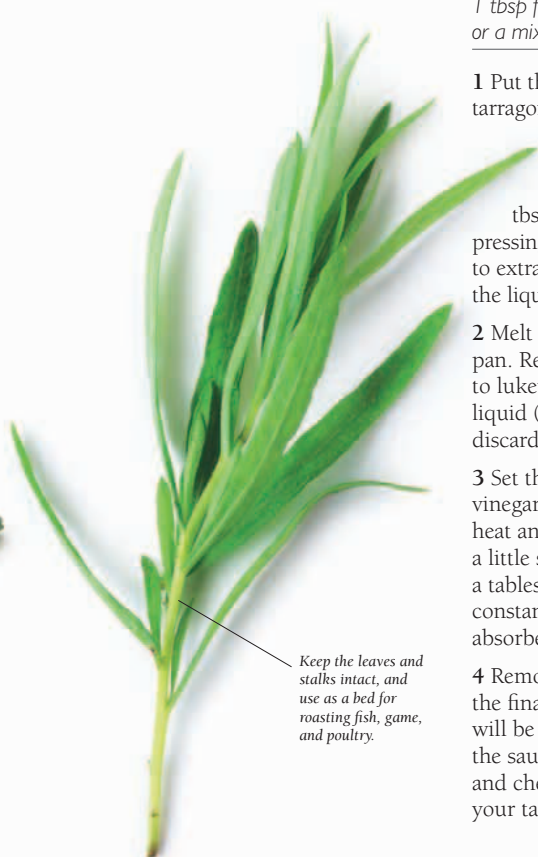 1 tbsp f
or a mix
1 Put th
tarrago
tbs
pressin
to extra
the liqu
2 Melt
pan. Re
to luke
liquid (
discard
3 Set th
vinegar
heat an
a little s
a tables
constan
absorbe
4 Remo
the fina
will be
the sau
and che
your ta
Keep the leaves and
stalks intact, and
use as a bed for
roasting fish, game,
and poultry.